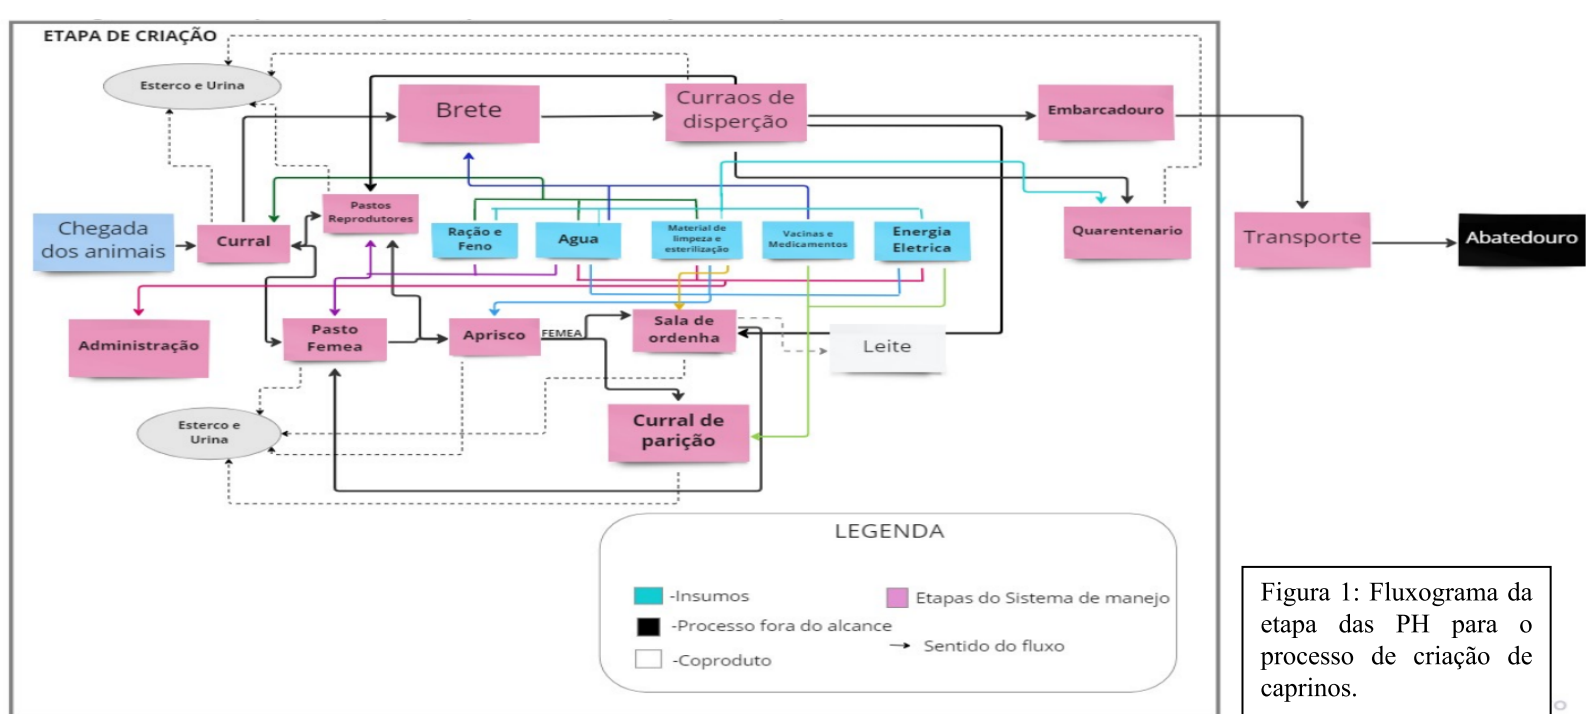 ETAPA DE CRIAÇÃO
Esterco e Urina
Brete
Curraos de
disperção
Embarcadouro
Chegada
dos animais
Curral
Pastos
Reprodutores
Ração e
Feno
Agua
Material de
limpeza e
esterilização
Vacinas e
Medicamentos
Energia
Eletrica
Quarentenario
Transporte
Abatedouro
Administração
Pasto
Femea
Aprisco
FEMEA
Sala de
ordenha
Leite
Esterco e
Urina
Curral de
parição
LEGENDA
-Insumos
Etapas do Sistema de manejo
-Processo fora do alcance
Sentido do fluxo
-Coproduto
Figura 1: Fluxograma da
etapa das PH para o
processo de criação de
caprinos.